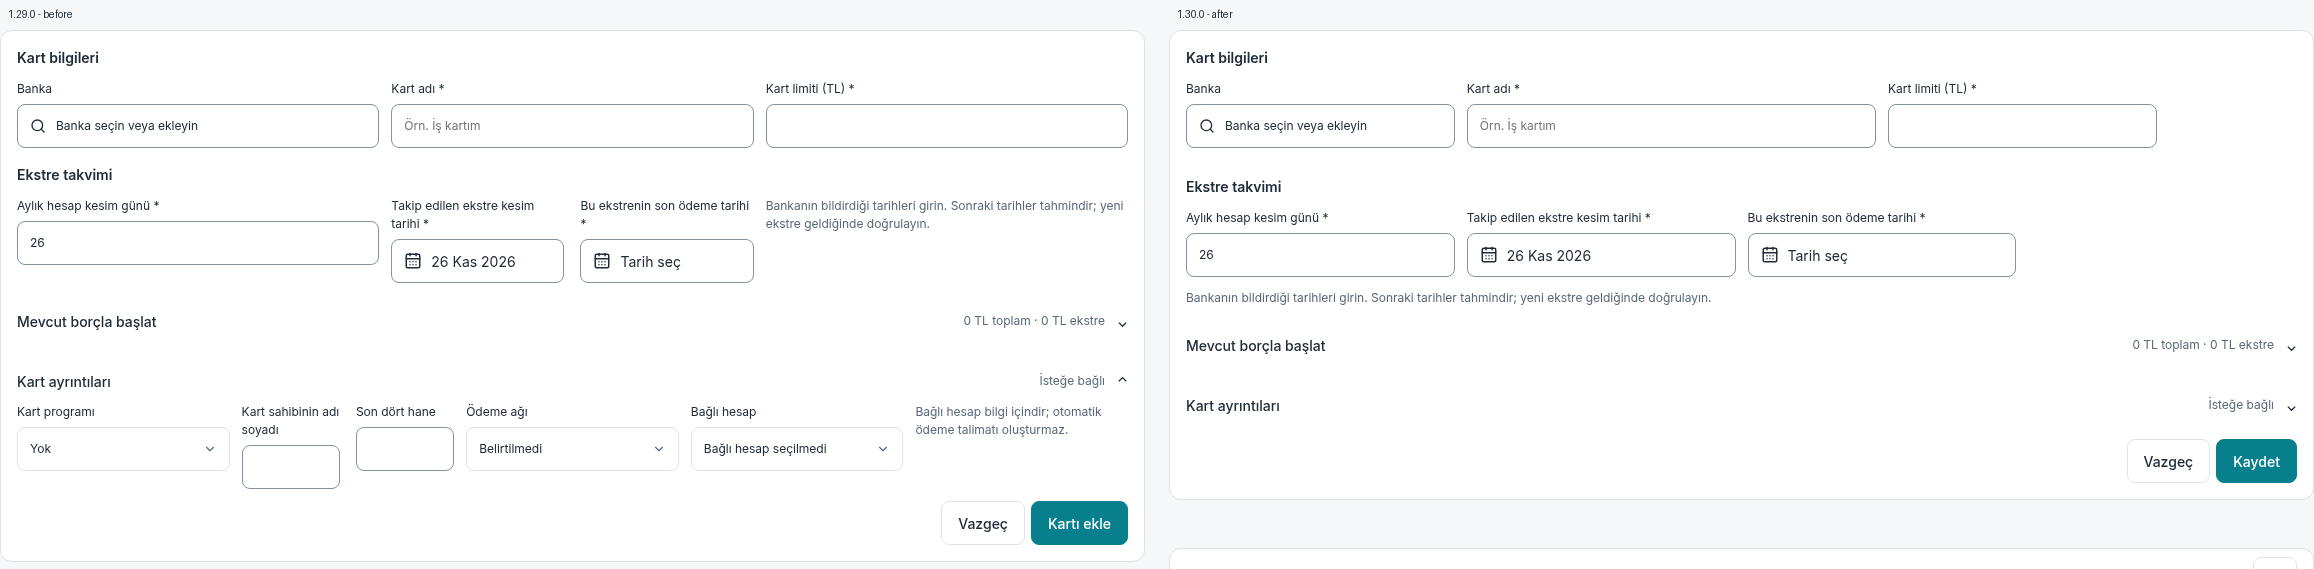 1.29.0 - before
Kart bilgileri
Banka
Kart adı *
Kart limiti (TL) *
Banka seçin veya ekleyin
Örn. İş kartım
Ekstre takvimi
Aylık hesap kesim günü *
Takip edilen ekstre kesim
tarihi *
Bu ekstrenin son ödeme tarihi
*
Bankanın bildirdiği tarihleri girin. Sonraki tarihler tahmindir; yeni
ekstre geldiğinde doğrulayın.
26
26 Kas 2026
Tarih seç
Mevcut borçla başlat
0 TL toplam · 0 TL ekstre
Kart ayrıntıları
İsteğe bağlı
Kart programı
Kart sahibinin adı
soyadı
Son dört hane
Ödeme ağı
Bağlı hesap
Bağlı hesap bilgi içindir; otomatik
ödeme talimatı oluşturmaz.
Yok
Belirtilmedi
Bağlı hesap seçilmedi
Vazgeç
Kartı ekle
1.30.0 - after
Kart bilgileri
Banka
Kart adı *
Kart limiti (TL) *
Banka seçin veya ekleyin
Örn. İş kartım
Ekstre takvimi
Aylık hesap kesim günü *
Takip edilen ekstre kesim tarihi *
Bu ekstrenin son ödeme tarihi *
26
26 Kas 2026
Tarih seç
Bankanın bildirdiği tarihleri girin. Sonraki tarihler tahmindir; yeni ekstre geldiğinde doğrulayın.
Mevcut borçla başlat
0 TL toplam · 0 TL ekstre
Kart ayrıntıları
İsteğe bağlı
Vazgeç
Kaydet